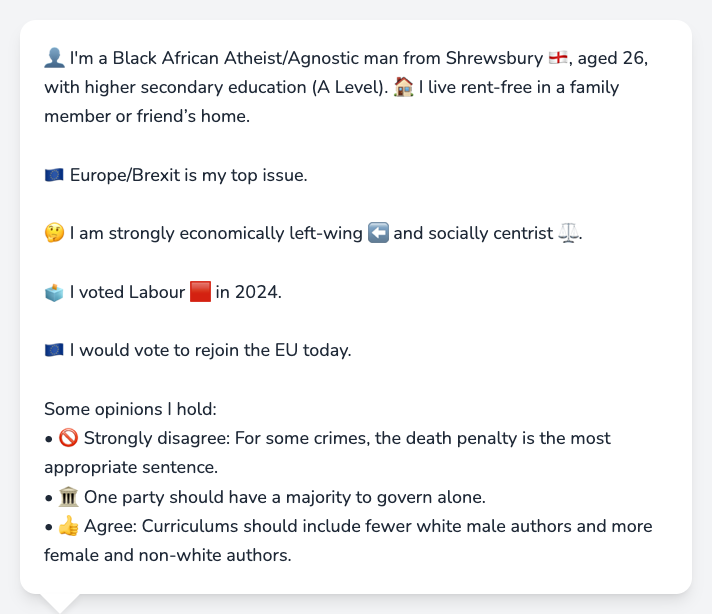 👤 I'm a Black African Atheist/Agnostic man from Shrewsbury 🏴󠁧󠁢󠁥󠁮󠁧󠁿, aged 26,
with higher secondary education (A Level). 🏠 I live rent-free in a family
member or friend’s home.
🇪🇺 Europe/Brexit is my top issue.
🤔 I am strongly economically left-wing ⬅️ and socially centrist ⚖️.
🗳️ I voted Labour 🟥 in 2024.
🇪🇺 I would vote to rejoin the EU today.
Some opinions I hold:
• 🚫 Strongly disagree: For some crimes, the death penalty is the most
appropriate sentence.
• 🏛️ One party should have a majority to govern alone.
• 👍 Agree: Curriculums should include fewer white male authors and more
female and non-white authors.